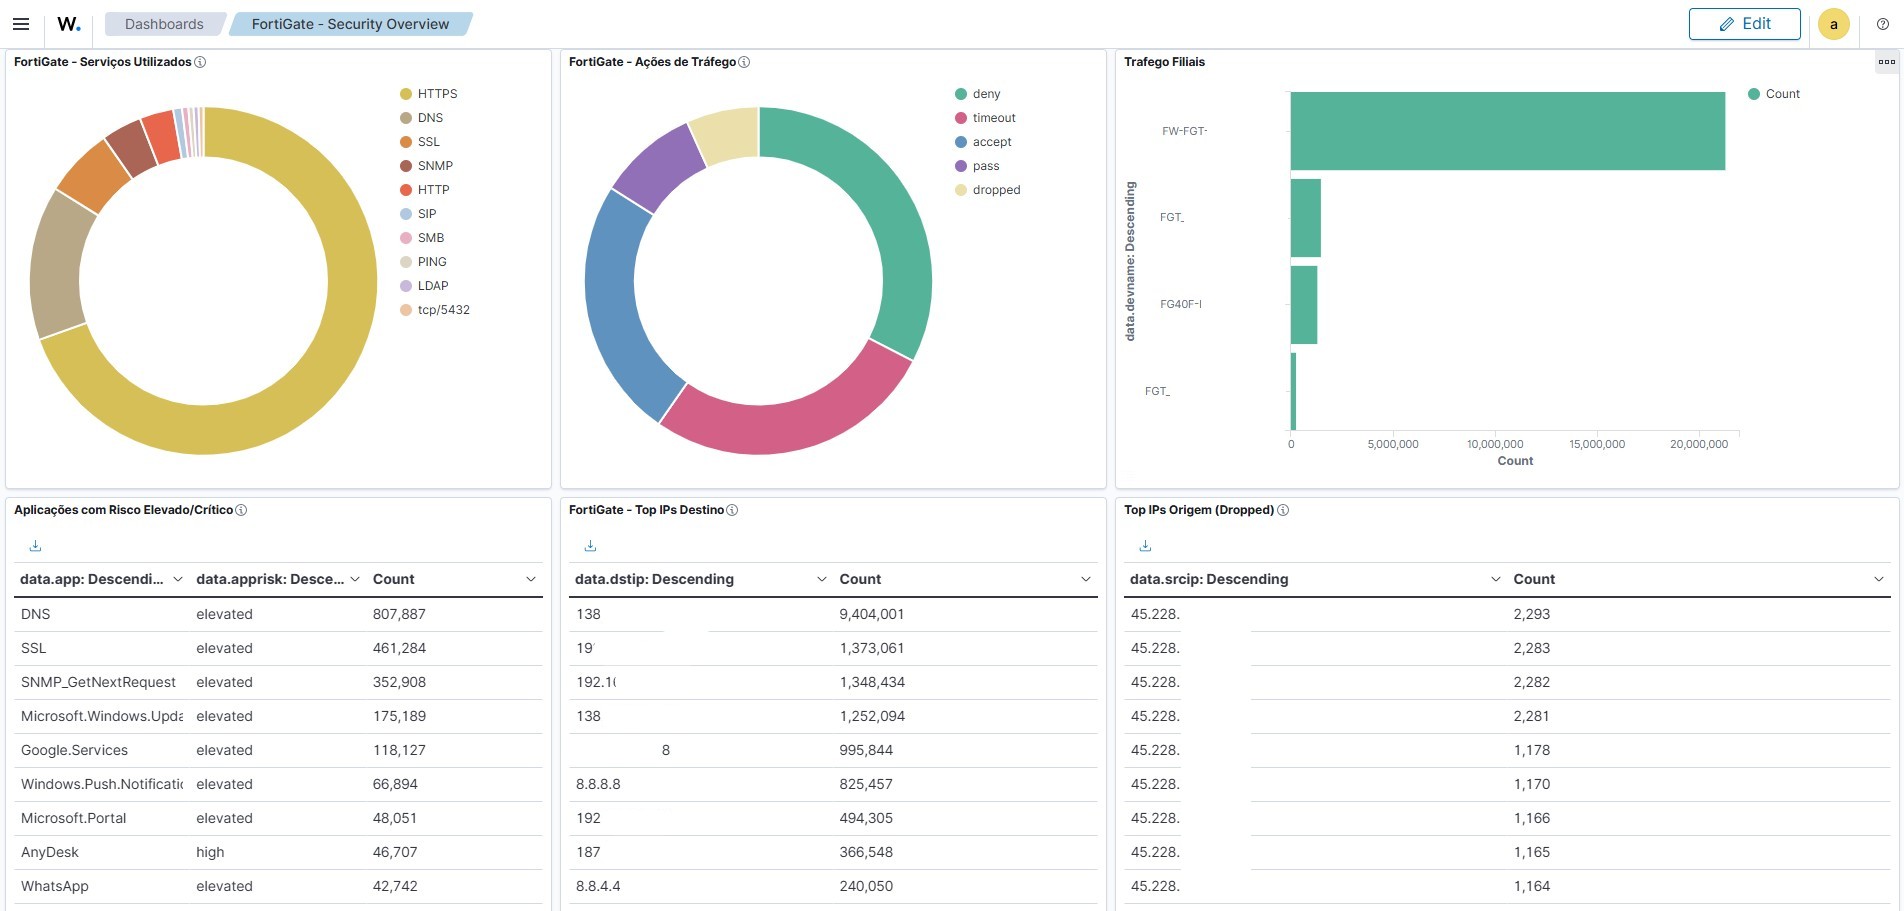 W.
Dashboards
FortiGate - Security Overview
Edit
a
FortiGate - Serviços Utilizados
HTTPS
DNS
SSL
SNMP
HTTP
SIP
SMB
PING
LDAP
tcp/5432
FortiGate - Ações de Tráfego
deny
timeout
accept
pass
dropped
Trafego Filiais
Count
data.devname: Descending
FW-FGT-
FGT_
FG40F-I
FGT_
0 5,000,000 10,000,000 15,000,000 20,000,000
Count
Aplicações com Risco Elevado/Crítico
data.app: Descendi... data.apprisk: Desce... Count
DNS elevated 807,887
SSL elevated 461,284
SNMP_GetNextRequest elevated 352,908
Microsoft.Windows.Upda elevated 175,189
Google.Services elevated 118,127
Windows.Push.Notificatio elevated 66,894
Microsoft.Portal elevated 48,051
AnyDesk high 46,707
WhatsApp elevated 42,742
FortiGate - Top IPs Destino
data.dstip: Descending Count
138 9,404,001
19 1,373,061
192.1 1,348,434
138 1,252,094
8 995,844
8.8.8.8 825,457
192 494,305
187 366,548
8.8.4.4 240,050
Top IPs Origem (Dropped)
data.srcip: Descending Count
45.228. 2,293
45.228. 2,283
45.228. 2,282
45.228. 2,281
45.228. 1,178
45.228. 1,170
45.228. 1,166
45.228. 1,165
45.228. 1,164